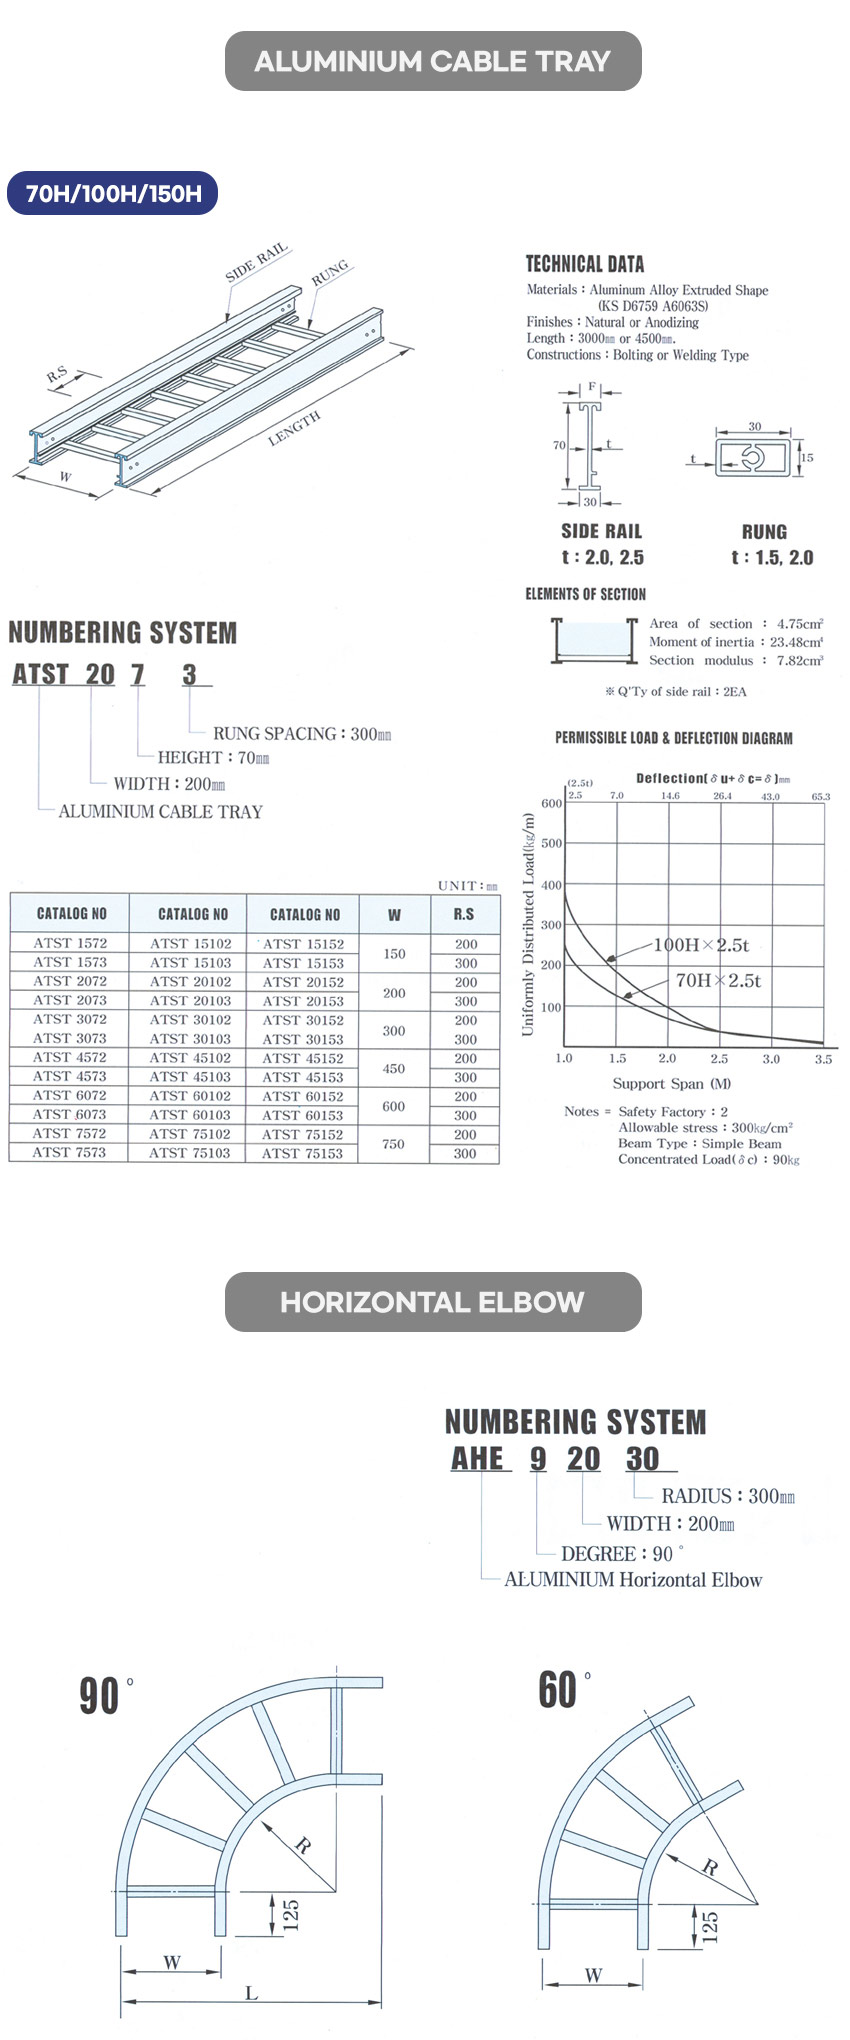 ALUMINIUM CABLE TRAY
70H/100H/150H
SIDE RAIL
RUNG
R.S
W
LENGTH
TECHNICAL DATA
Materials : Aluminum Alloy Extruded Shape
(KS D6759 A6063S)
Finishes : Natural or Anodizing
Length : 3000㎜ or 4500㎜.
Constructions : Bolting or Welding Type
F
70
t
30
30
t
15
SIDE RAIL
t : 2.0, 2.5
RUNG
t : 1.5, 2.0
ELEMENTS OF SECTION
Area of section : 4.75cm²
Moment of inertia : 23.48cm⁴
Section modulus : 7.82cm³
※ Q'Ty of side rail : 2EA
NUMBERING SYSTEM
ATST 20 7 3
RUNG SPACING : 300㎜
HEIGHT : 70㎜
WIDTH : 200㎜
ALUMINIUM CABLE TRAY
UNIT : ㎜
CATALOG NO CATALOG NO CATALOG NO W R.S
ATST 1572 ATST 15102 ATST 15152 150 200
ATST 1573 ATST 15103 ATST 15153 300
ATST 2072 ATST 20102 ATST 20152 200 200
ATST 2073 ATST 20103 ATST 20153 300
ATST 3072 ATST 30102 ATST 30152 300 200
ATST 3073 ATST 30103 ATST 30153 300
ATST 4572 ATST 45102 ATST 45152 450 200
ATST 4573 ATST 45103 ATST 45153 300
ATST 6072 ATST 60102 ATST 60152 600 200
ATST 6073 ATST 60103 ATST 60153 300
ATST 7572 ATST 75102 ATST 75152 750 200
ATST 7573 ATST 75103 ATST 75153 300
PERMISSIBLE LOAD & DEFLECTION DIAGRAM
Deflection( δ u+ δ c= δ )㎜
(2.5t)
2.5 7.0 14.6 26.4 43.0 65.3
Uniformly Distributed Load(kg/m)
600
500
400
300
200
100
100H×2.5t
70H×2.5t
1.0 1.5 2.0 2.5 3.0 3.5
Support Span (M)
Notes = Safety Factory : 2
Allowable stress : 300kg/cm²
Beam Type : Simple Beam
Concentrated Load( δ c) : 90kg
HORIZONTAL ELBOW
NUMBERING SYSTEM
AHE 9 20 30
RADIUS : 300㎜
WIDTH : 200㎜
DEGREE : 90 °
ALUMINIUM Horizontal Elbow
90 °
R
125
W
L
60 °
R
125
W